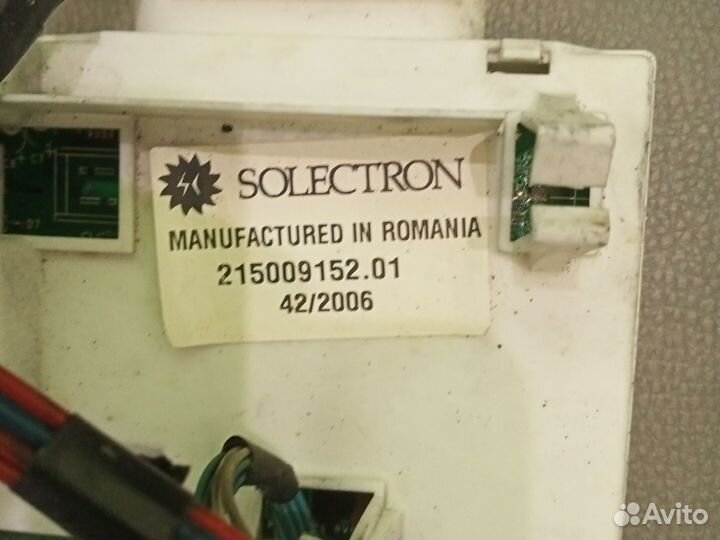 SOLECTRON
MANUFACTURED IN ROMANIA
215009152.01
42/2006
Avito